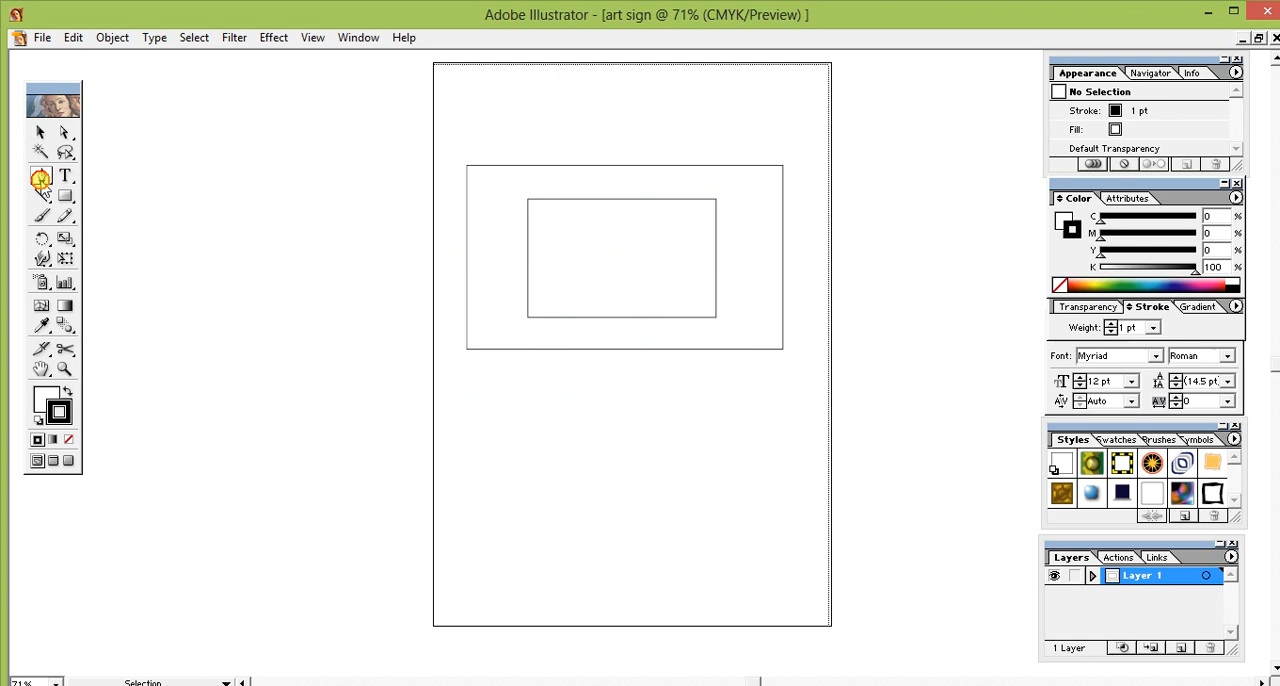 Adobe Illustrator - [art sign @ 71% (CMYK/Preview) ]
File Edit Object Type Select Filter Effect View Window Help
Appearance Navigator Info
No Selection
Stroke: 1 pt
Fill:
Default Transparency
Color Attributes
C 0 %
M 0 %
Y 0 %
K 100 %
Transparency Stroke Gradient
Weight: 1 pt
Font: Myriad Roman
12 pt (14.5 pt)
Auto 0
Styles Swatches Brushes Symbols
Layers Actions Links
Layer 1
1 Layer
71% Selection
T